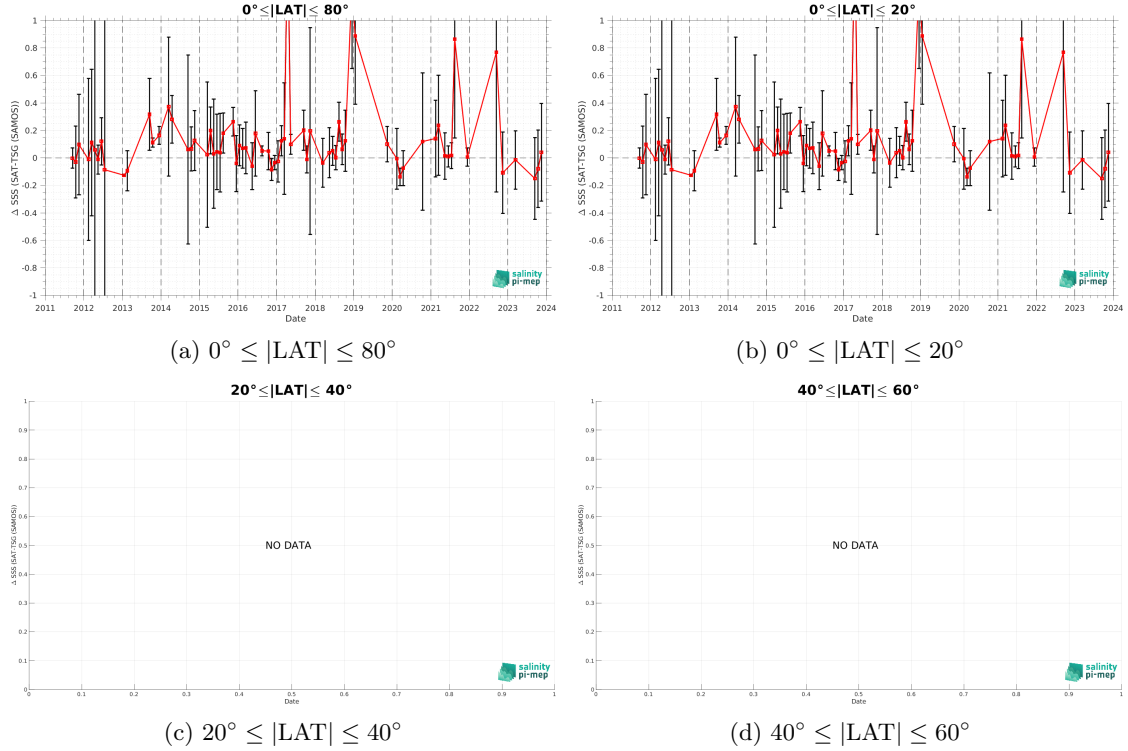 0°≤|LAT|≤ 80°
Δ SSS (SAT-TSG (SAMOS))
1
0.8
0.6
0.4
0.2
0
-0.2
-0.4
-0.6
-0.8
-1
2011 2012 2013 2014 2015 2016 2017 2018 2019 2020 2021 2022 2023 2024
Date
salinity
pi-mep
(a) 0° ≤ |LAT| ≤ 80°
0°≤|LAT|≤ 20°
Δ SSS (SAT-TSG (SAMOS))
1
0.8
0.6
0.4
0.2
0
-0.2
-0.4
-0.6
-0.8
-1
2011 2012 2013 2014 2015 2016 2017 2018 2019 2020 2021 2022 2023 2024
Date
salinity
pi-mep
(b) 0° ≤ |LAT| ≤ 20°
20°≤|LAT|≤ 40°
Δ SSS (SAT-TSG (SAMOS))
1
0.9
0.8
0.7
0.6
0.5
0.4
0.3
0.2
0.1
0
NO DATA
0 0.1 0.2 0.3 0.4 0.5 0.6 0.7 0.8 0.9 1
Date
salinity
pi-mep
(c) 20° ≤ |LAT| ≤ 40°
40°≤|LAT|≤ 60°
Δ SSS (SAT-TSG (SAMOS))
1
0.9
0.8
0.7
0.6
0.5
0.4
0.3
0.2
0.1
0
NO DATA
0 0.1 0.2 0.3 0.4 0.5 0.6 0.7 0.8 0.9 1
Date
salinity
pi-mep
(d) 40° ≤ |LAT| ≤ 60°